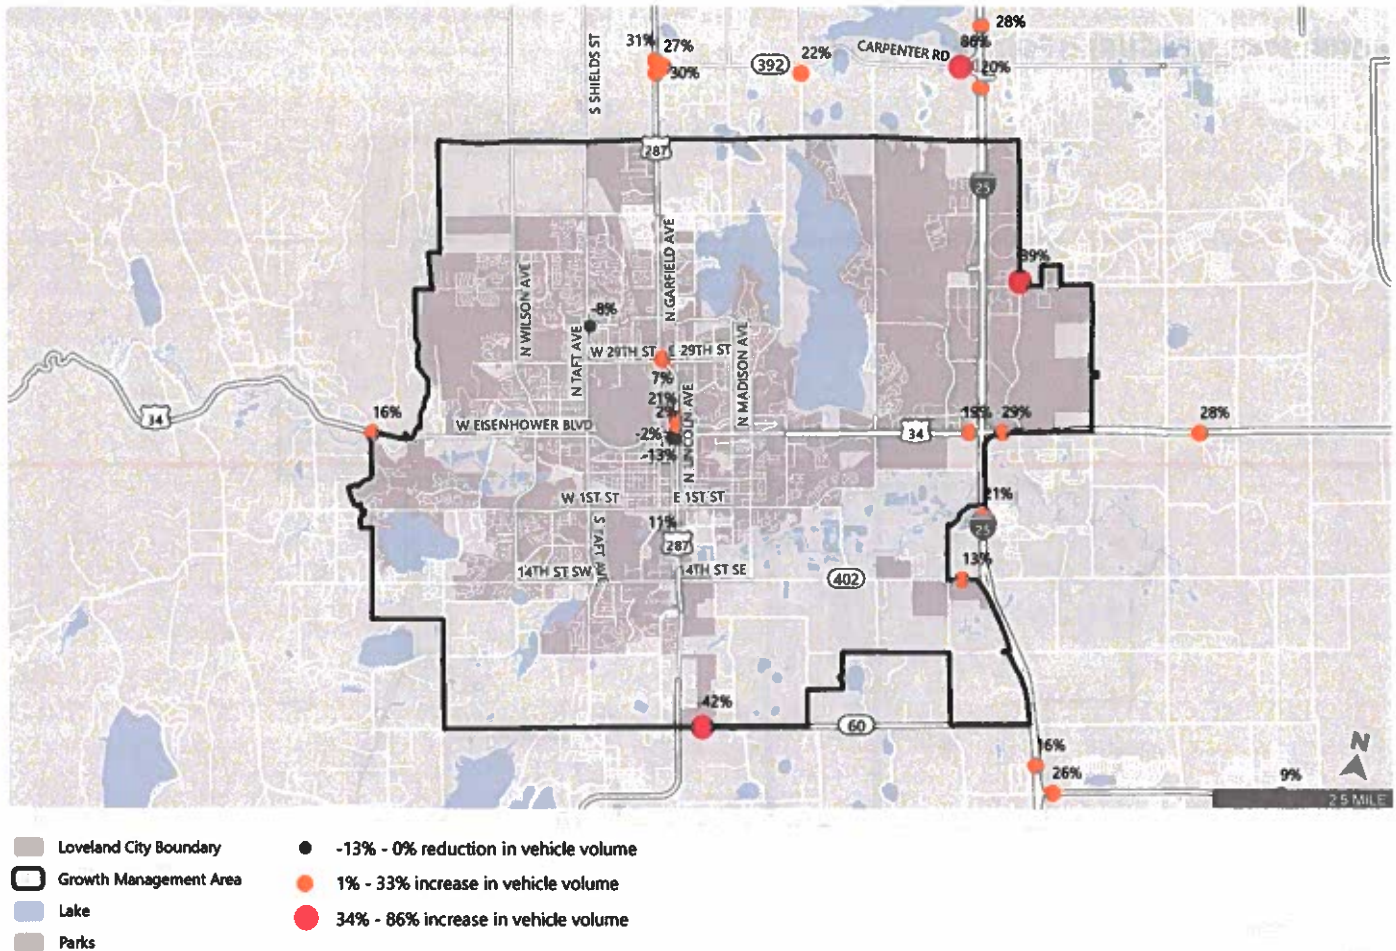 28%
31%
27%
S SHIELDS ST
30%
392
22%
CARPENTER RD
86%
20%
287
25
N GARFIELD AVE
39%
N WILSON AVE
-8%
N TAFT AVE
W 29TH ST
E 29TH ST
N MADISON AVE
7%
21%
2%
N LINCOLN AVE
34
16%
W EISENHOWER BLVD
-2%
-13%
34
29%
28%
W 1ST ST
E 1ST ST
21%
11%
287
S TAFT AVE
25
14TH ST SW
14TH ST SE
402
13%
42%
60
16%
26%
9%
N
2.5 MILE
Loveland City Boundary
Growth Management Area
Lake
Parks
-13% - 0% reduction in vehicle volume
1% - 33% increase in vehicle volume
34% - 86% increase in vehicle volume